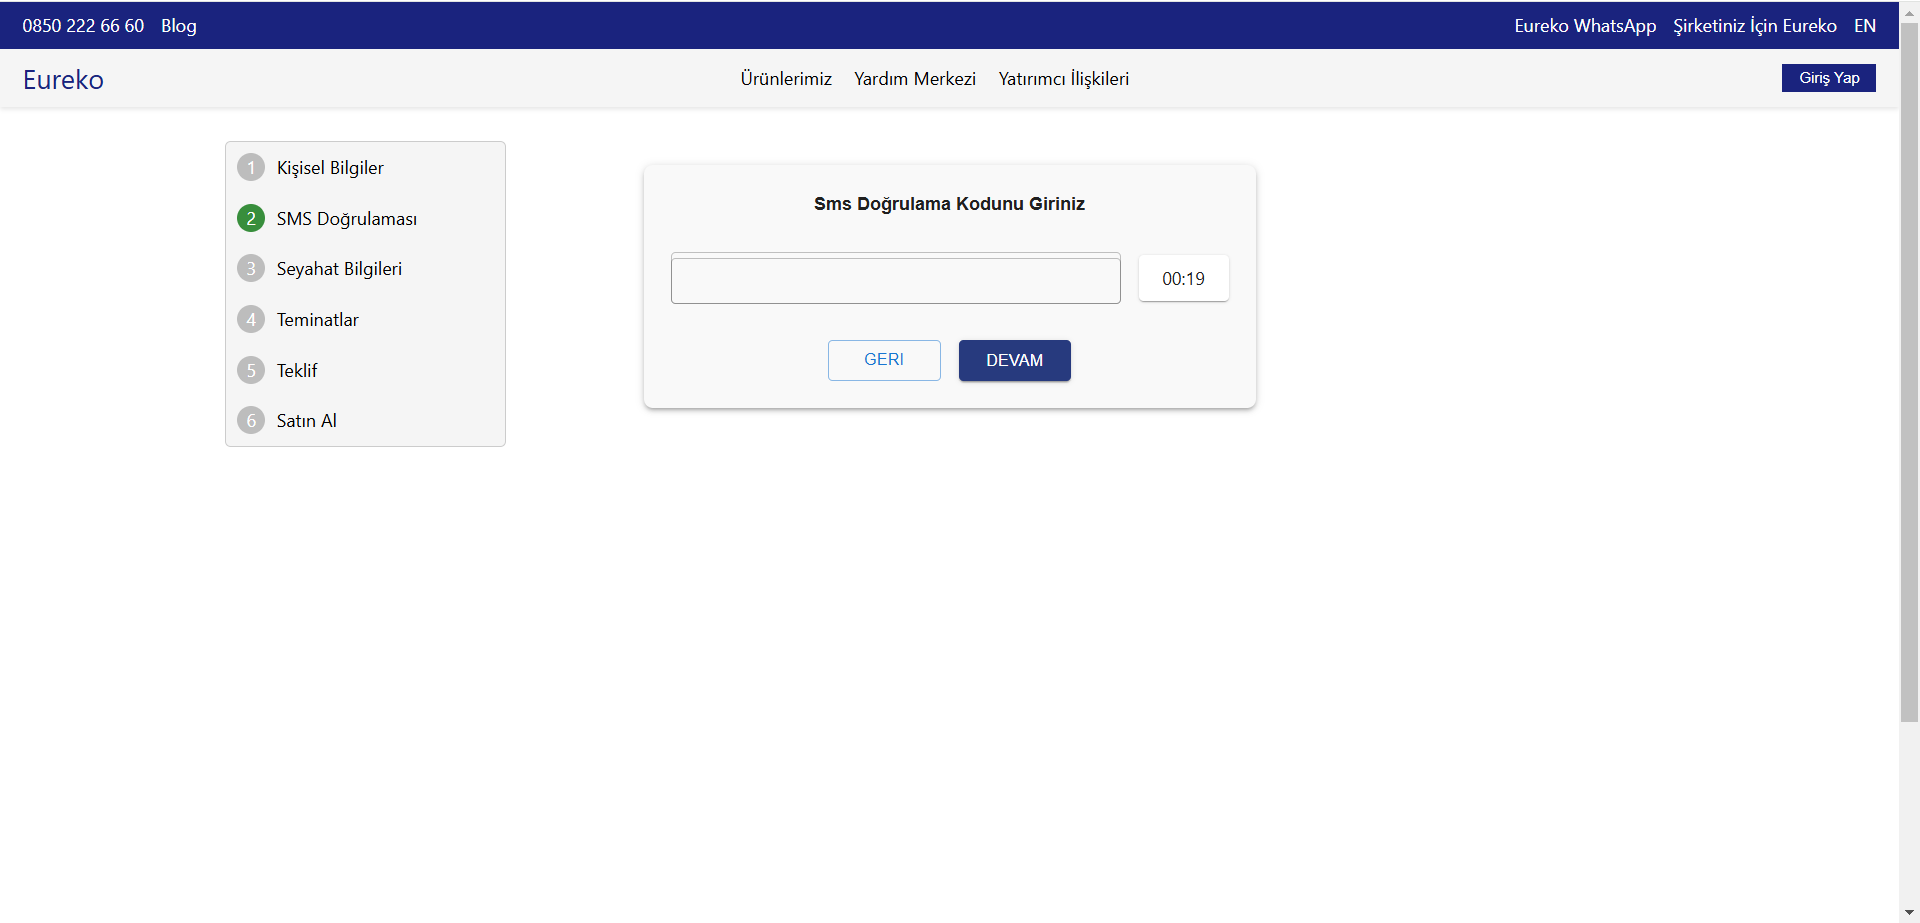 0850 222 66 60 Blog Eureko WhatsApp Şirketiniz İçin Eureko EN
Eureko Ürünlerimiz Yardım Merkezi Yatırımcı İlişkileri Giriş Yap
1 Kişisel Bilgiler
2 SMS Doğrulaması
3 Seyahat Bilgileri
4 Teminatlar
5 Teklif
6 Satın Al
Sms Doğrulama Kodunu Giriniz
00:19
GERI DEVAM